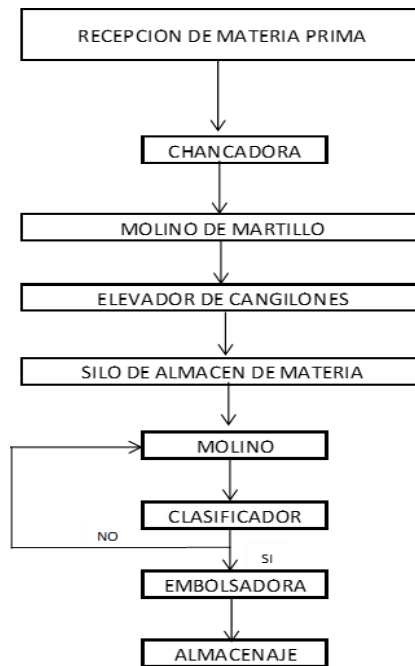 RECEPCION DE MATERIA PRIMA
CHANCADORA
MOLINO DE MARTILLO
ELEVADOR DE CANGILONES
SILO DE ALMACEN DE MATERIA
MOLINO
CLASIFICADOR
NO
SI
EMBOLSADORA
ALMACENAJE